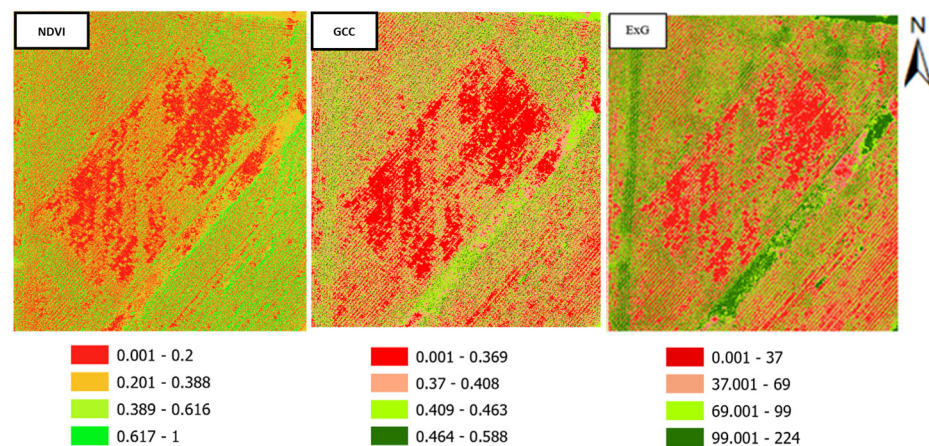 NDVI
GCC
ExG
N
0.001 - 0.2
0.201 - 0.388
0.389 - 0.616
0.617 - 1
0.001 - 0.369
0.37 - 0.408
0.409 - 0.463
0.464 - 0.588
0.001 - 37
37.001 - 69
69.001 - 99
99.001 - 224